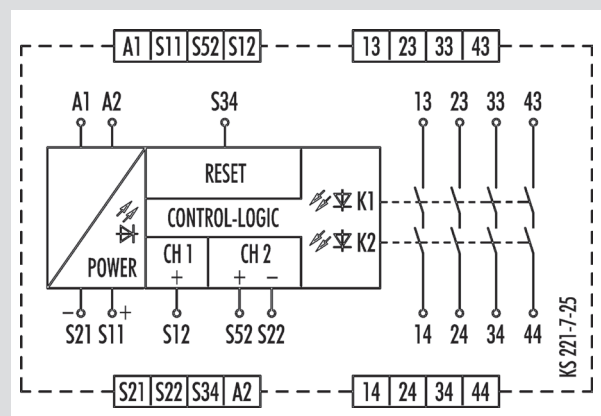 A1 S11 S52 S12 13 23 33 43
A1 A2 S34 13 23 33 43
RESET
K1
CONTROL-LOGIC
K2
CH 1 CH 2
POWER + + −
− S21 S11 + S12 S52 S22 14 24 34 44
KS 221-7-25
S21 S22 S34 A2 14 24 34 44